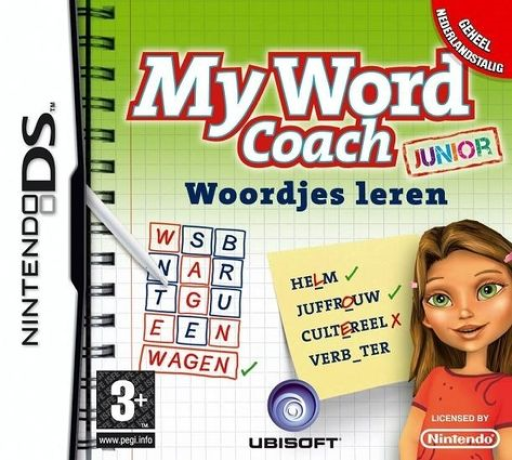 NINTENDO DS™
GEHEEL
NEDERLANDSTALIG
My Word
Coach
JUNIOR
Woordjes leren
W S B
N A R
T G U
E E N
WAGEN
HELM
JUFFROUW
CULTEREEL X
VERB_TER
3+
www.pegi.info
UBISOFT®
LICENSED BY
Nintendo®